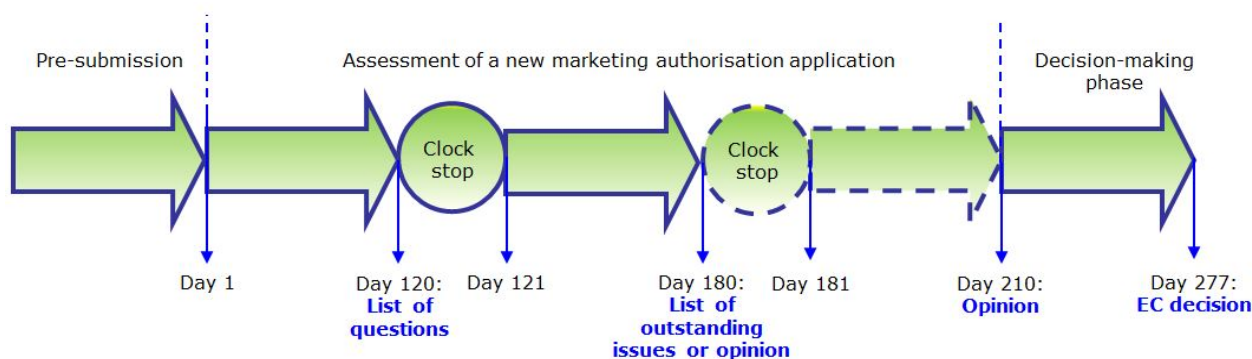 Pre-submission
Assessment of a new marketing authorisation application
Decision-making
phase
Clock
stop
Clock
stop
Day 1
Day 120:
List of
questions
Day 121
Day 180:
List of
outstanding
issues or opinion
Day 181
Day 210:
Opinion
Day 277:
EC decision